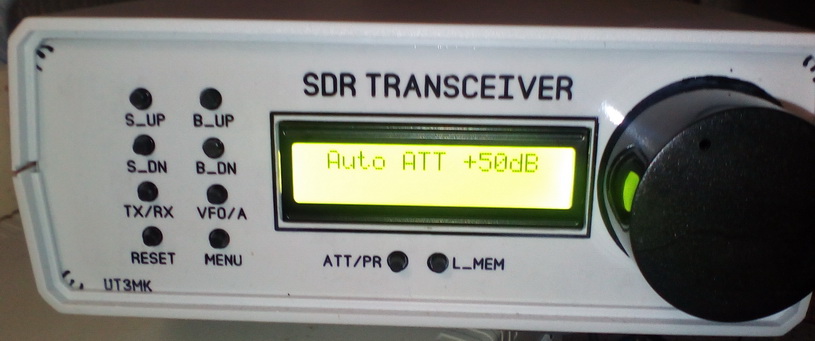 SDR TRANSCEIVER
S_UP B_UP
S_DN B_DN
TX/RX VFO/A
RESET MENU
Auto ATT +50dB
ATT/PR L_MEM
UT3MK